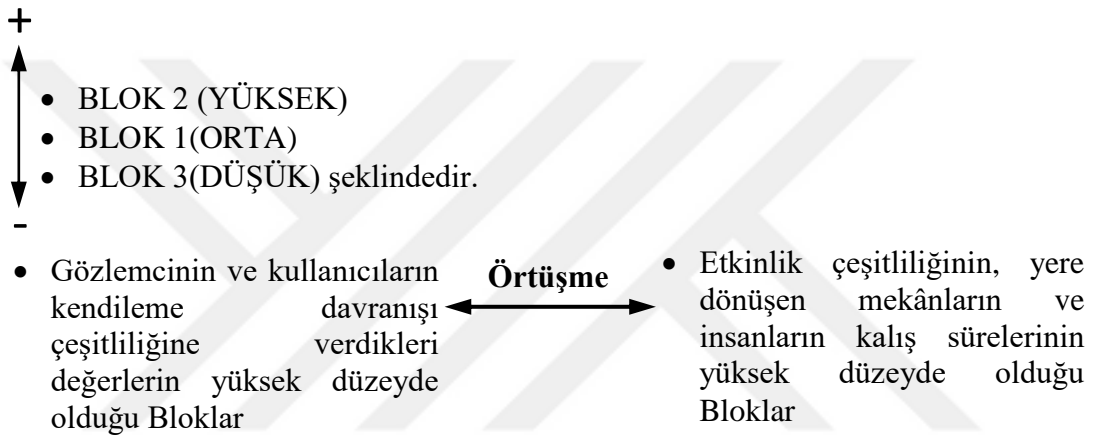 +
• BLOK 2 (YÜKSEK)
• BLOK 1(ORTA)
• BLOK 3(DÜŞÜK) şeklindedir.
-
• Gözlemcinin ve kullanıcıların
kendileme davranışı
çeşitliliğine verdikleri
değerlerin yüksek düzeyde
olduğu Bloklar
Örtüşme
• Etkinlik çeşitliliğinin, yere
dönüşen mekânların ve
insanların kalış sürelerinin
yüksek düzeyde olduğu
Bloklar